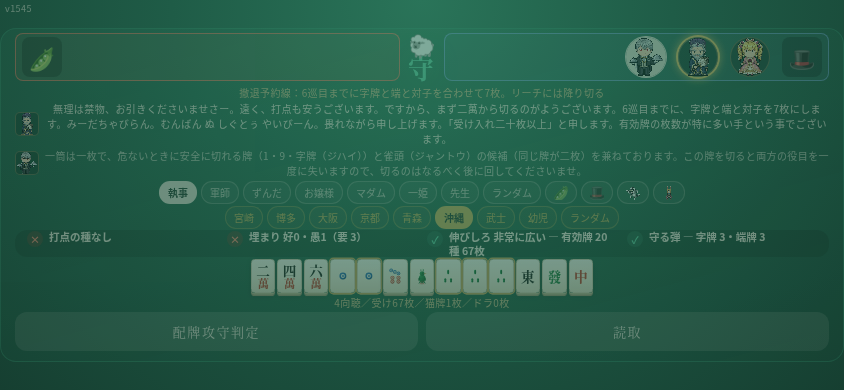 v1545
守
撤退予約線：6巡目までに字牌と端と対子を合わせて7枚。リーチには降り切る
無理は禁物、お引きくださいませさー。遠く、打点も安うございます。ですから、まず二萬から切るのがようございます。6巡目までに、字牌と端と対子を7枚にしま
す。みーだちゃびらん。むんばん ぬ しぐとぅ やいびーん。畏れながら申し上げます。「受け入れ二十枚以上」と申します。有効牌の枚数が特に多い手という事でござい
ます。
一筒は一枚で、危ないときに安全に切れる牌（1・9・字牌（ジハイ））と雀頭（ジャントウ）の候補（同じ牌が二枚）を兼ねております。この牌を切ると両方の役目を一
度に失いますので、切るのはなるべく後に回してくださいませ。
執事 軍師 ずんだ お嬢様 マダム 一姫 先生 ランダム
宮崎 博多 大阪 京都 青森 沖縄 武士 幼児 ランダム
× 打点の種なし × 埋まり 好0・愚1（要 3） ✓ 伸びしろ 非常に広い — 有効牌 20 ✓ 守る弾 — 字牌 3・端牌 3
種 67枚
二萬 四萬 六萬 東 發 中
4向聴／受け67枚／猫牌1枚／ドラ0枚
配牌攻守判定 読取